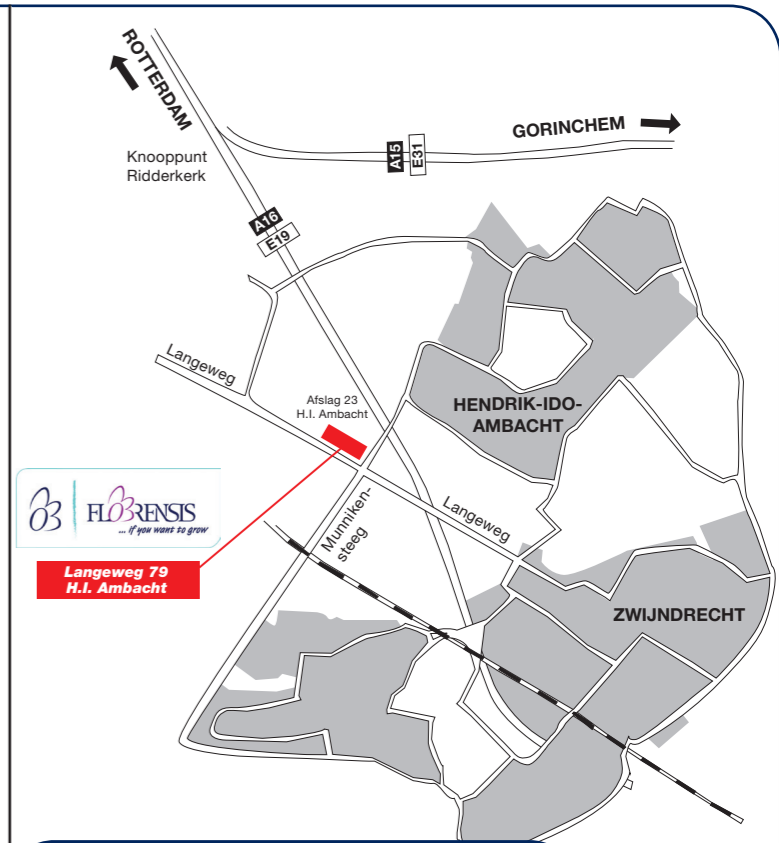 ROTTERDAM
GORINCHEM
A15
E31
Knooppunt
Ridderkerk
A16
E19
Langeweg
Afslag 23
H.I. Ambacht
HENDRIK-IDO-
AMBACHT
FLORENSIS
... if you want to grow
Langeweg
Munniken-
steeg
Langeweg 79
H.I. Ambacht
ZWIJNDRECHT